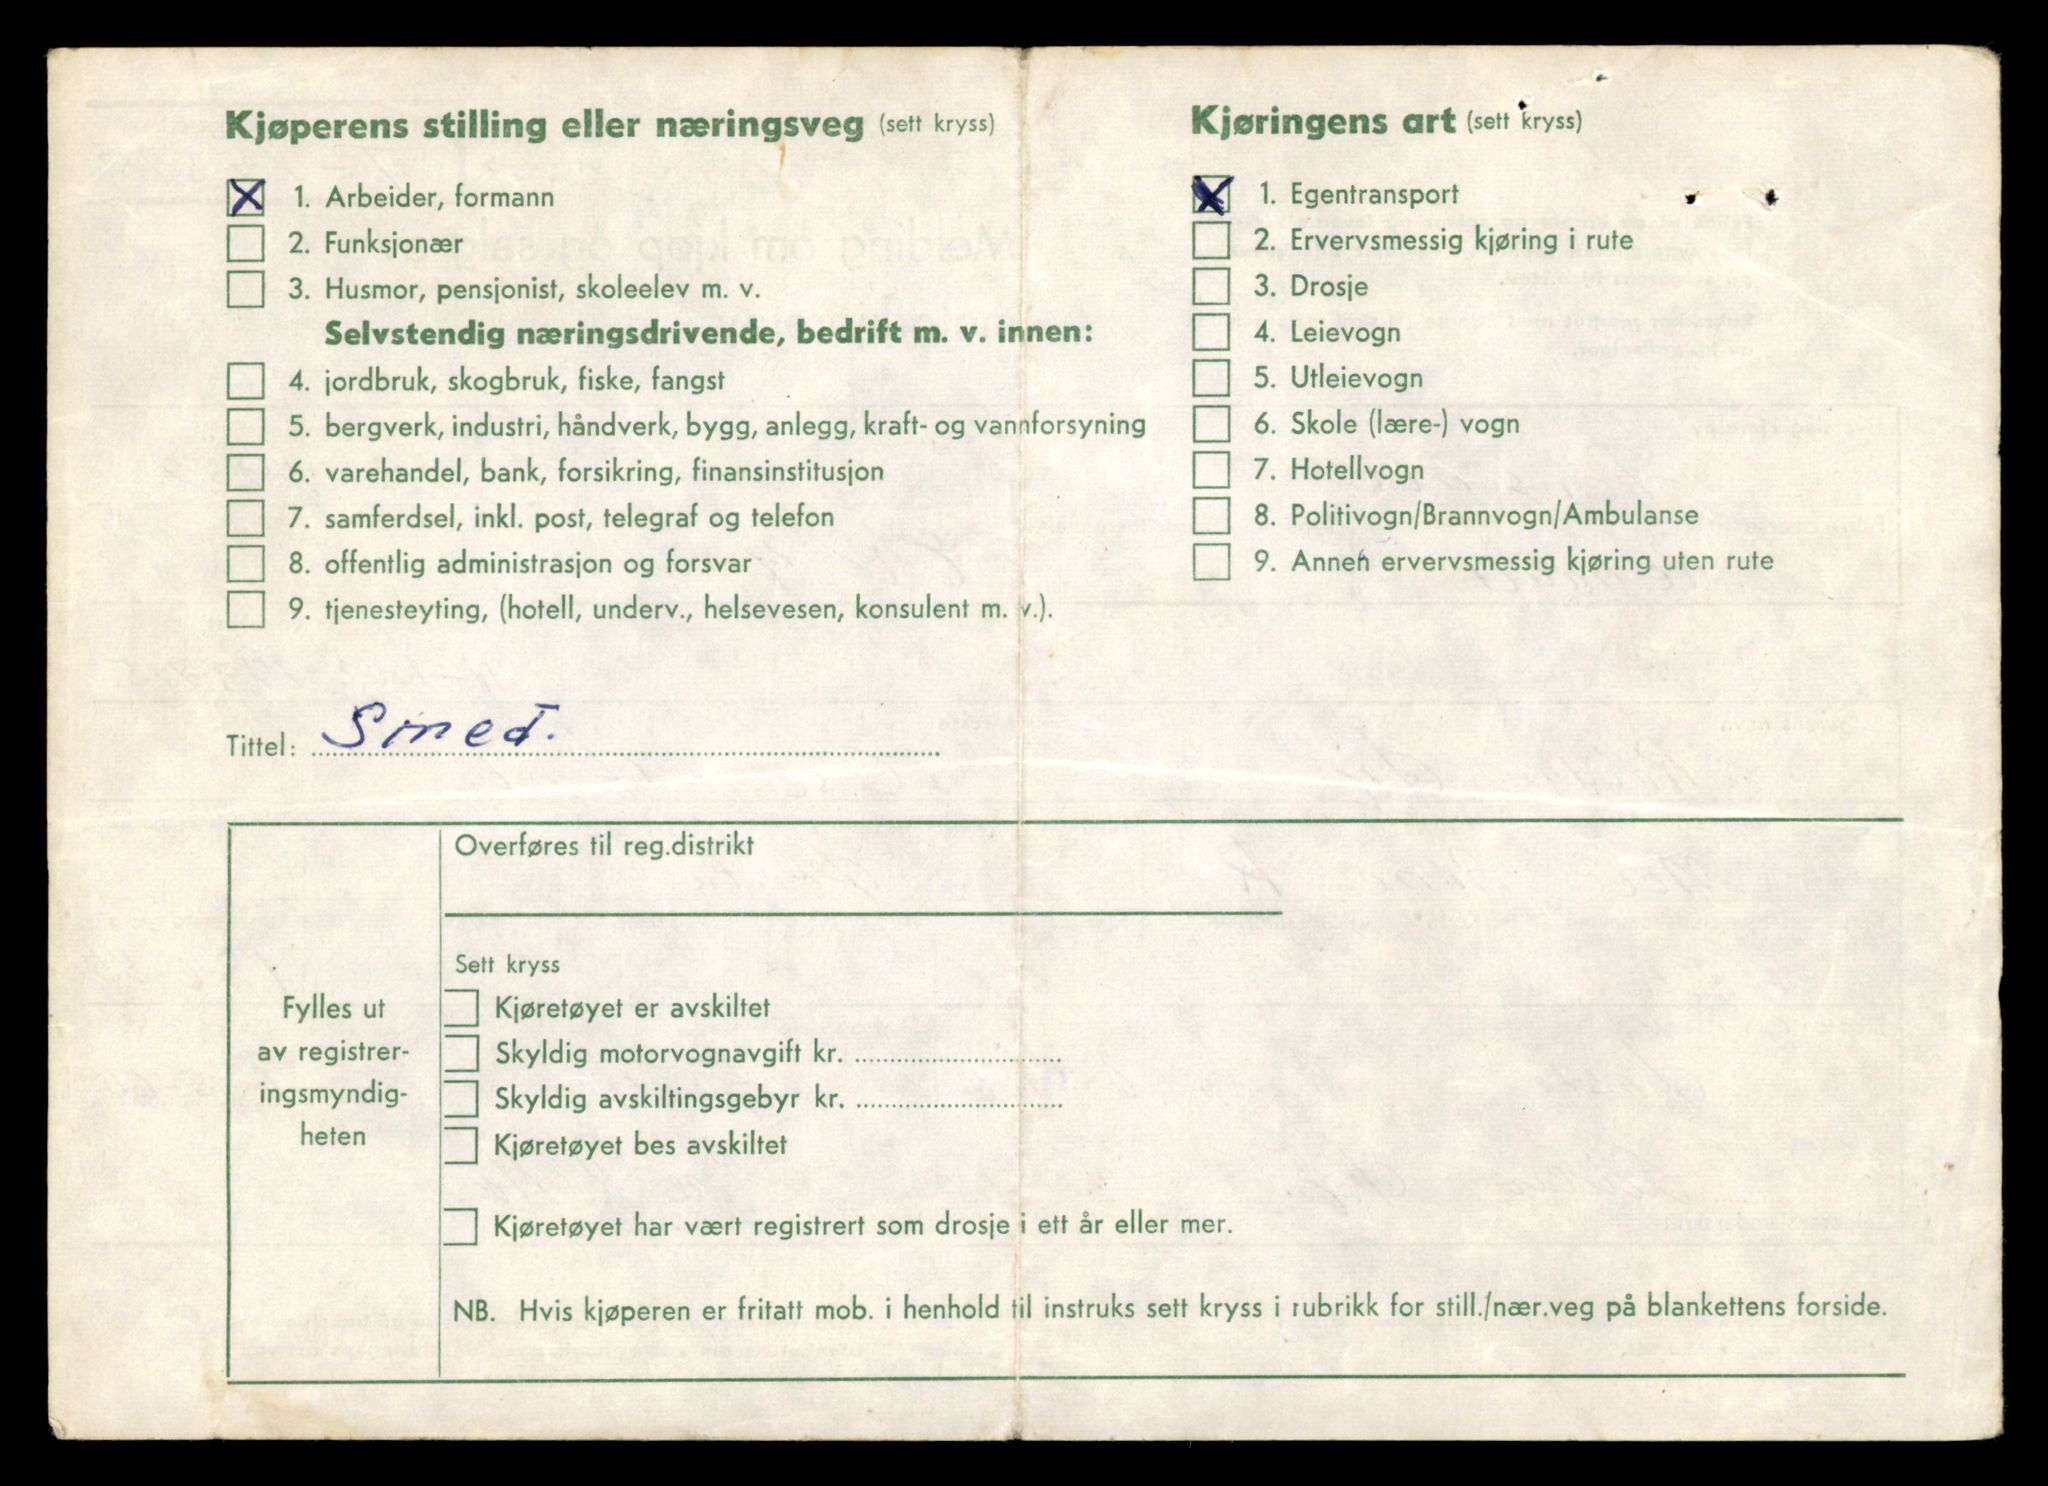 Kjøperens stilling eller næringsveg (sett kryss)
1. Arbeider, formann
2. Funksjonær
3. Husmor, pensjonist, skoleelev m. v.
Selvstendig næringsdrivende, bedrift m. v. innen:
4. jordbruk, skogbruk, fiske, fangst
5. bergverk, industri, håndverk, bygg, anlegg, kraft- og vannforsyning
6. varehandel, bank, forsikring, finansinstitusjon
7. samferdsel, inkl. post, telegraf og telefon
8. offentlig administrasjon og forsvar
9. tjenesteyting, (hotell, underv., helsevesen, konsulent m. v.).
Tittel: Smed.
Kjøringens art (sett kryss)
1. Egentransport
2. Ervervsmessig kjøring i rute
3. Drosje
4. Leievogn
5. Utleievogn
6. Skole (lære-) vogn
7. Hotellvogn
8. Politivogn/Brannvogn/Ambulanse
9. Annen ervervsmessig kjøring uten rute
Fylles ut
av registrer-
ingsmyndig-
heten
Overføres til reg.distrikt
Sett kryss
Kjøretøyet er avskiltet
Skyldig motorvognavgift kr.
Skyldig avskiltingsgebyr kr.
Kjøretøyet bes avskiltet
Kjøretøyet har vært registrert som drosje i ett år eller mer.
NB. Hvis kjøperen er fritatt mob. i henhold til instruks sett kryss i rubrikk for still./nær.veg på blankettens forside.